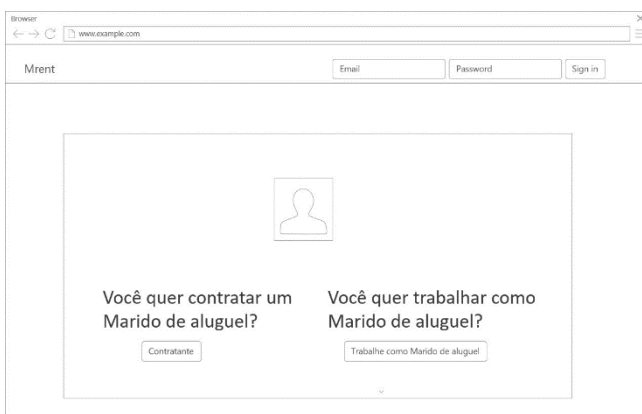 Browser
www.example.com
Mrent
Email
Password
Sign in
Você quer contratar um
Marido de aluguel?
Contratante
Você quer trabalhar como
Marido de aluguel?
Trabalhe como Marido de aluguel